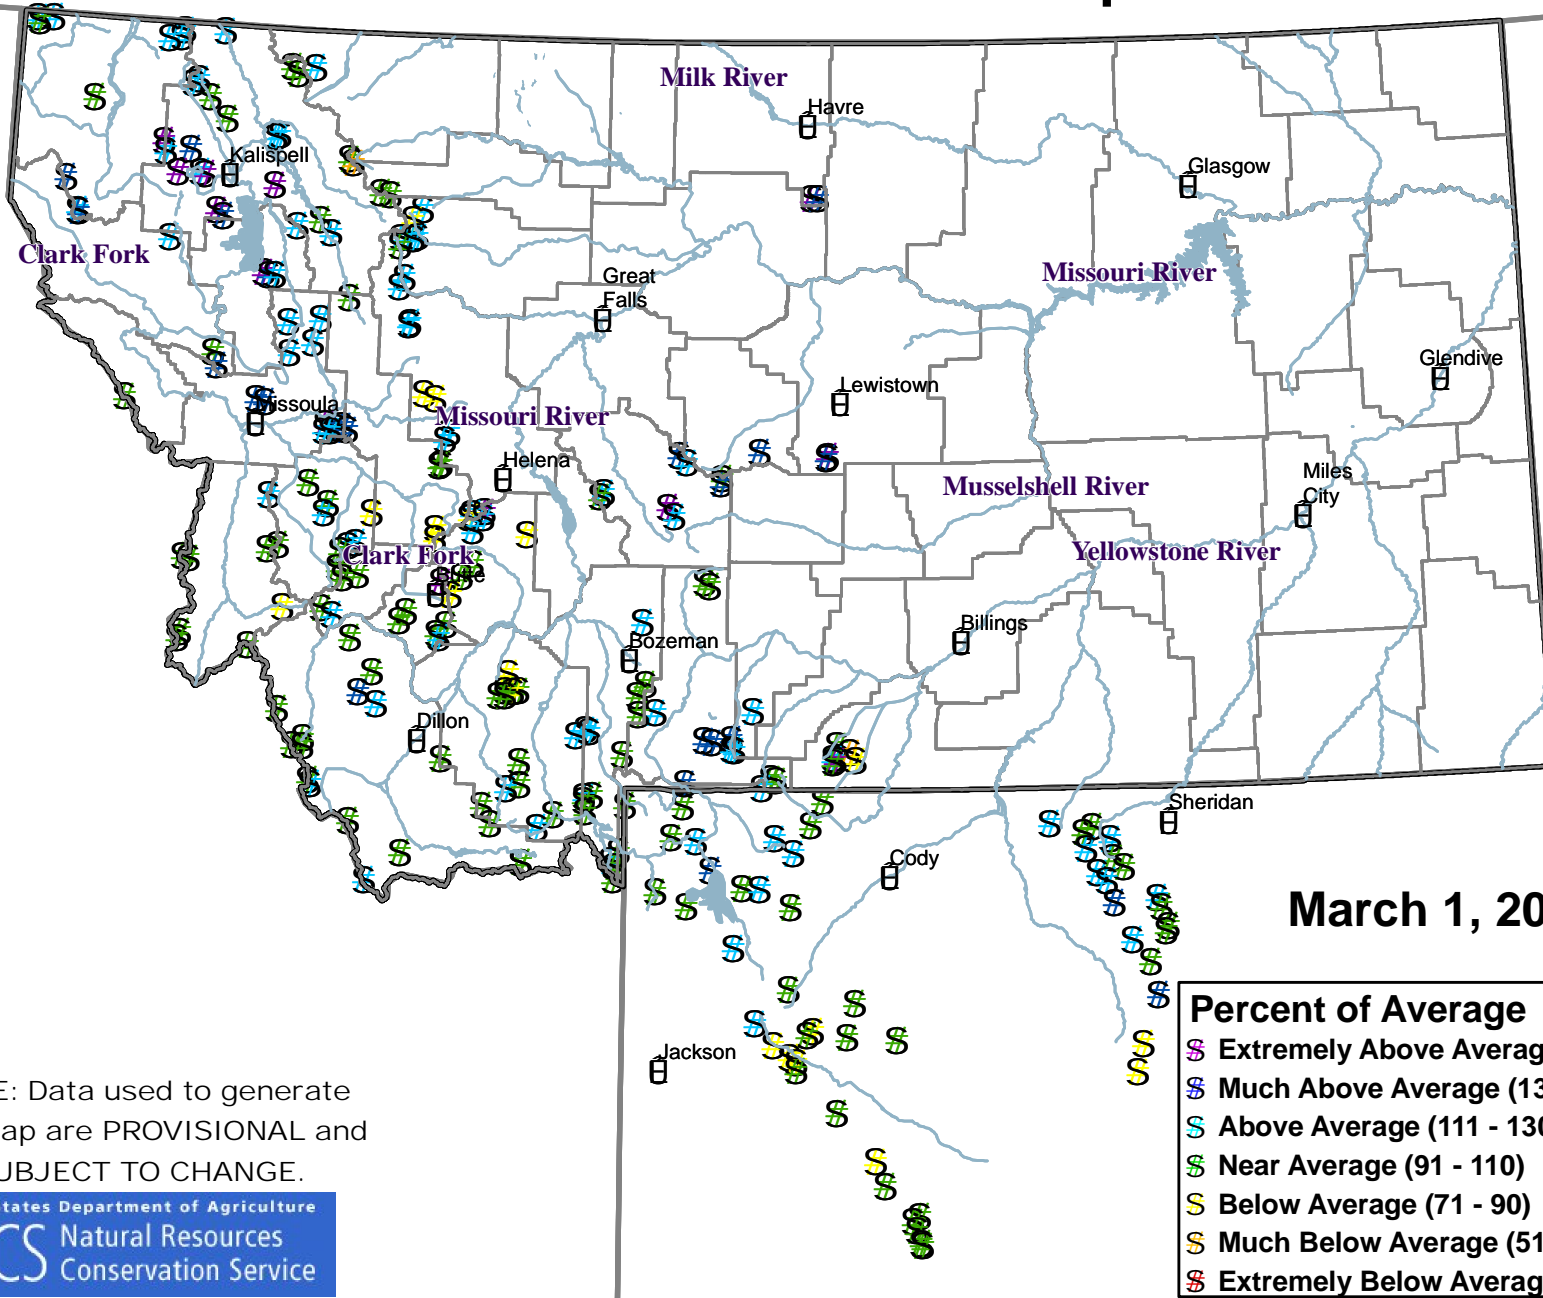 Milk River
Havre
Kalispell
Glasgow
Clark Fork
Missouri River
Great
Falls
Glendive
Lewistown
Missoula
Missouri River
Helena
Miles
City
Musselshell River
Yellowstone River
Clark Fork
Butte
Billings
Bozeman
Dillon
Sheridan
Cody
March 1, 20
Jackson
Percent of Average
Extremely Above Averag
Much Above Average (13
Above Average (111 - 130
Near Average (91 - 110)
Below Average (71 - 90)
Much Below Average (51
Extremely Below Averag
E: Data used to generate
ap are PROVISIONAL and
UBJECT TO CHANGE.
tates Department of Agriculture
CS Natural Resources
Conservation Service